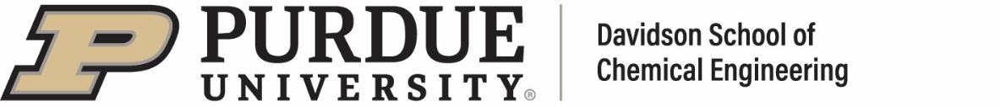 P
PURDUE
UNIVERSITY®
Davidson School of
Chemical Engineering